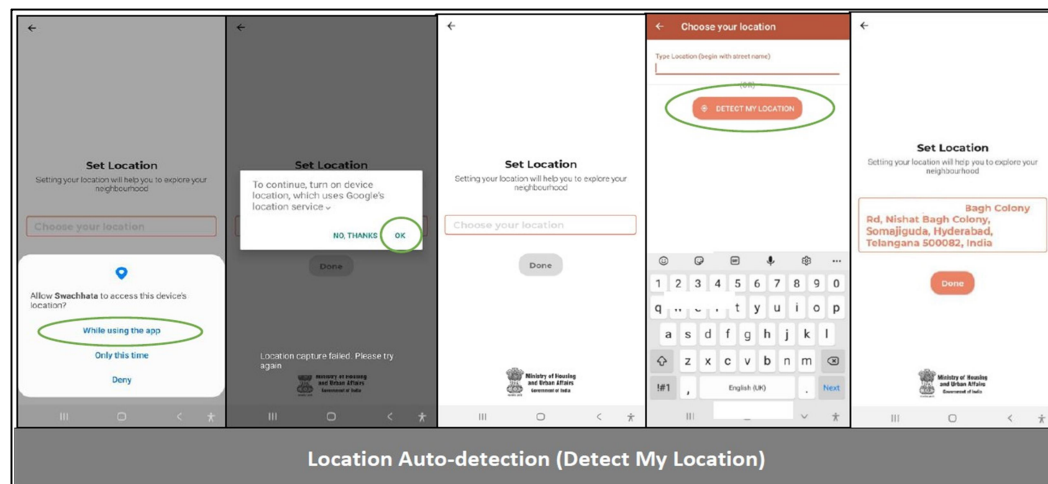 Set Location
Setting your location will help you to explore your
neighbourhood
Choose your location
Allow Swachhata to access this device's
location?
While using the app
Only this time
Deny
Set Location
To continue, turn on device
location, which uses Google's
location service
NO, THANKS
OK
Done
Location capture failed. Please try
again
Ministry of Housing
and Urban Affairs
Government of India
Set Location
Setting your location will help you to explore your
neighbourhood
Choose your location
Done
Ministry of Housing
and Urban Affairs
Government of India
Choose your location
Type Location (begin with street name)
(OR)
DETECT MY LOCATION
1 2 3 4 5 6 7 8 9 0
q t y u i o p
a s d f g h j k l
z x c v b n m
!#1 , English (UK) . Next
Set Location
Setting your location will help you to explore your
neighbourhood
Bagh Colony
Rd, Nishat Bagh Colony,
Somajiguda, Hyderabad,
Telangana 500082, India
Done
Ministry of Housing
and Urban Affairs
Government of India
Location Auto-detection (Detect My Location)